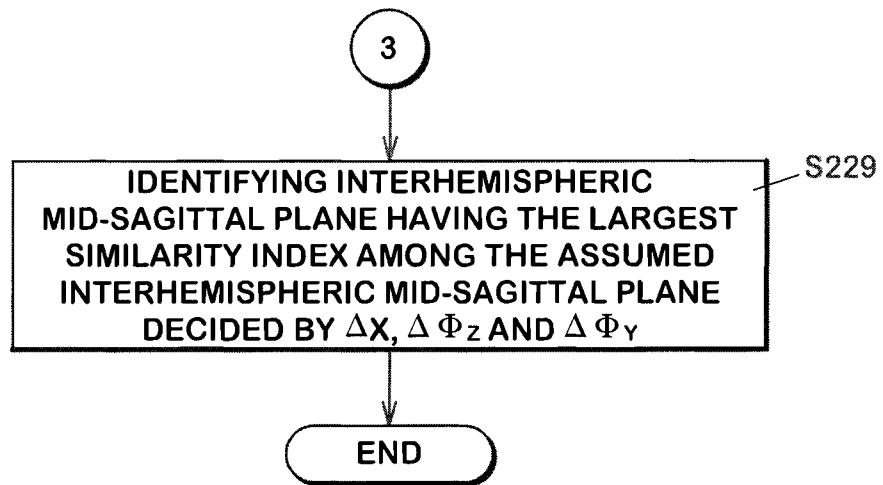 3
IDENTIFYING INTERHEMISPHERIC
MID-SAGITTAL PLANE HAVING THE LARGEST
SIMILARITY INDEX AMONG THE ASSUMED
INTERHEMISPHERIC MID-SAGITTAL PLANE
DECIDED BY ΔX, ΔΦZ AND ΔΦY
S229
END